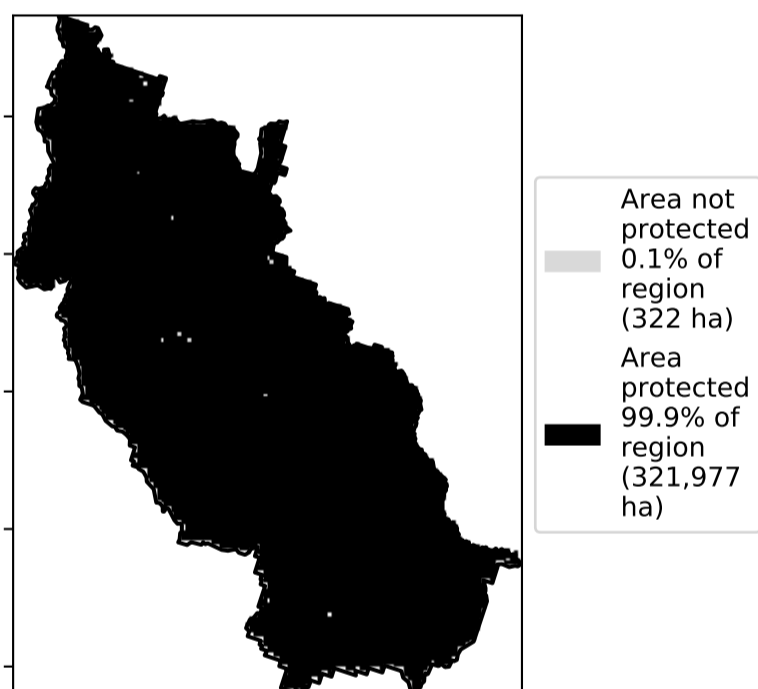 Area not
protected
0.1% of
region
(322 ha)
Area
protected
99.9% of
region
(321,977
ha)